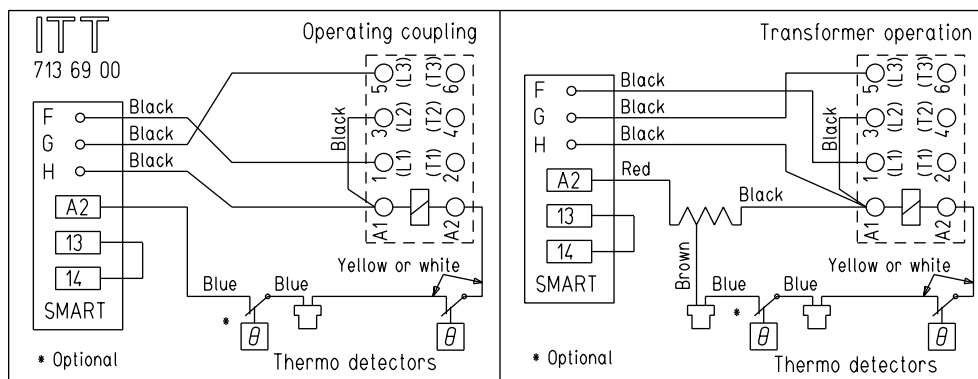 ITT
713 69 00
Operating coupling
F
G
H
Black
Black
Black
A2
13
14
SMART
Black
5
(L3)
(T3)
6
3
(L2)
(T2)
4
1
(L1)
(T1)
2
A1
A2
Yellow or white
Blue
Blue
*
θ
θ
* Optional
Thermo detectors
Transformer operation
F
G
H
Black
Black
Black
A2
Red
13
14
SMART
Black
Brown
Black
5
(L3)
(T3)
6
3
(L2)
(T2)
4
1
(L1)
(T1)
2
A1
A2
Yellow or white
Blue
Blue
*
θ
θ
* Optional
Thermo detectors